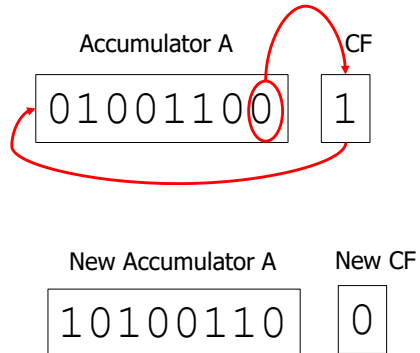 Accumulator A CF
01001100 1
New Accumulator A New CF
10100110 0